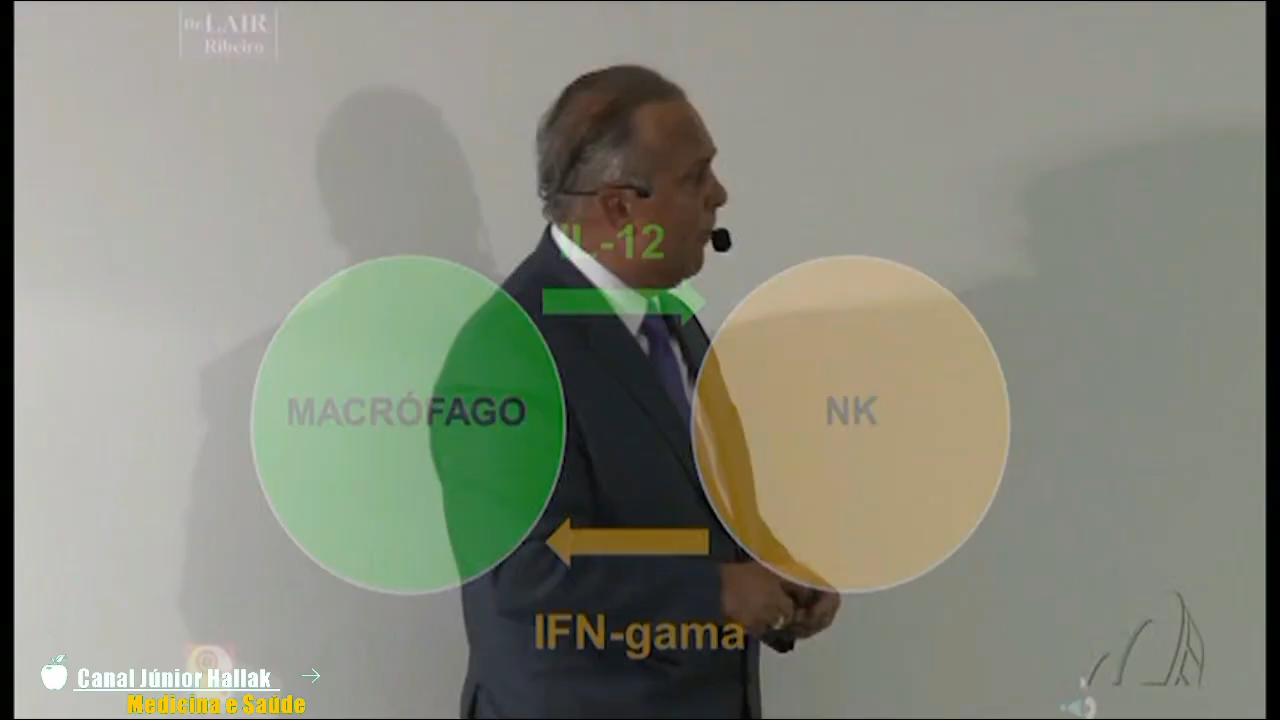 Dr. LAIR
Ribeiro
IL-12
MACRÓFAGO
NK
IFN-gama
Canal Júnior Hallak
Medicina e Saúde